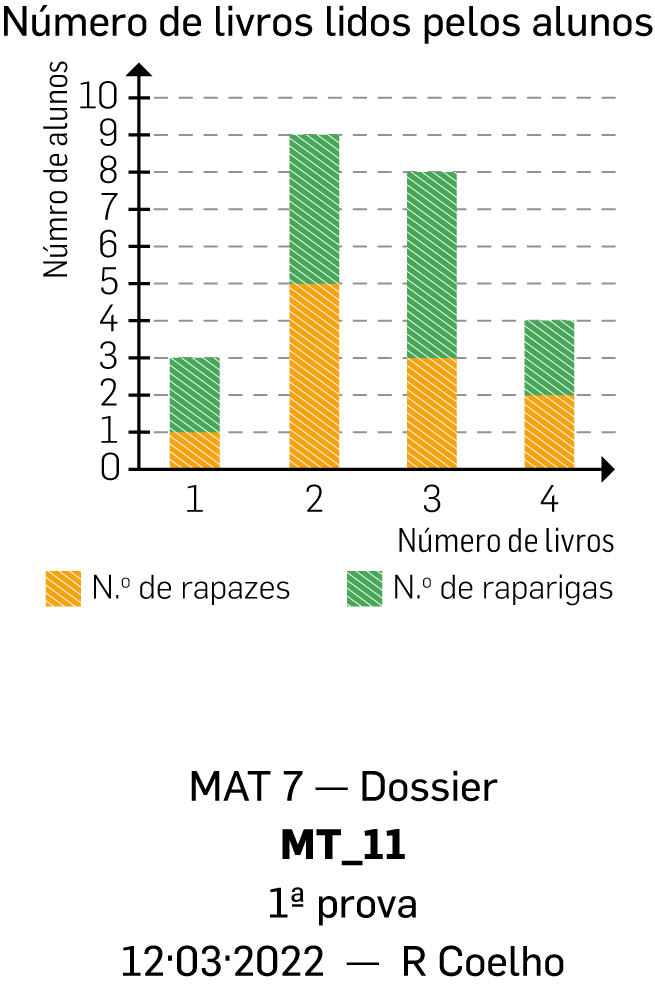 Número de livros lidos pelos alunos
Númro de alunos
10
9
8
7
6
5
4
3
2
1
0
1 2 3 4
Número de livros
N.º de rapazes N.º de raparigas
MAT 7 — Dossier
MT_11
1ª prova
12·03·2022 — R Coelho